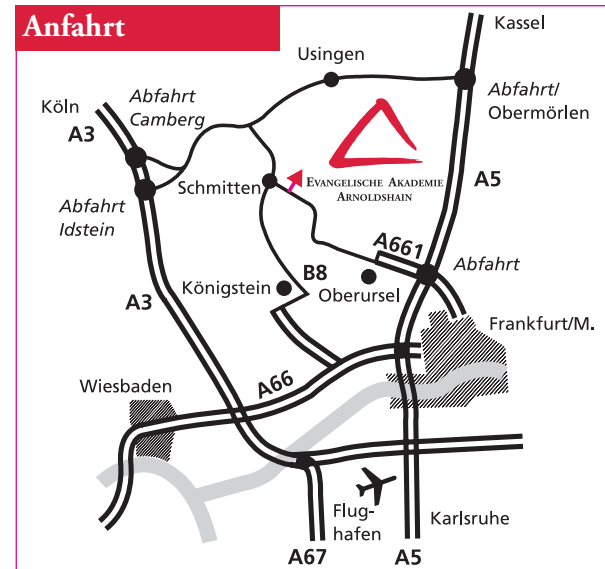 Anfahrt
Kassel
Usingen
Köln
Abfahrt
Camberg
Abfahrt/
Obermörlen
A3
A5
Schmitten
EVANGELISCHE AKADEMIE
ARNOLDSHAIN
Abfahrt
Idstein
A661
Abfahrt
A3
Königstein
B8
Oberursel
Frankfurt/M.
Wiesbaden
A66
Flug-
hafen
Karlsruhe
A67
A5